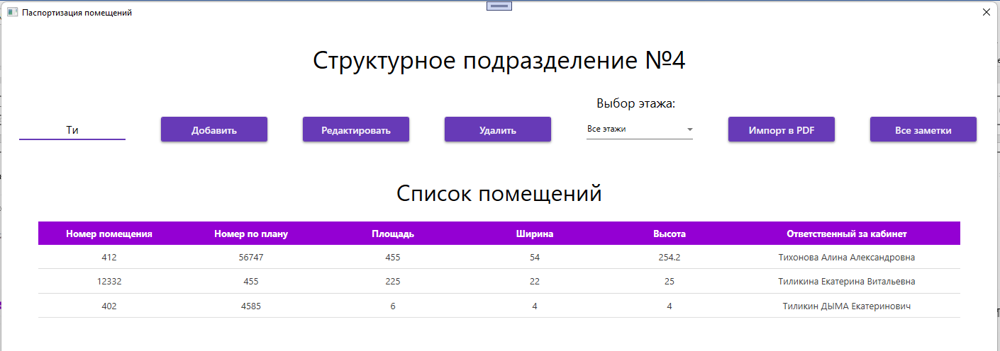 Паспортизация помещений
Структурное подразделение №4
Выбор этажа:
Ти Добавить Редактировать Удалить Все этажи Импорт в PDF Все заметки
Список помещений
Номер помещения Номер по плану Площадь Ширина Высота Ответственный за кабинет
412 56747 455 54 254.2 Тихонова Алина Александровна
12332 455 225 22 25 Тиликина Екатерина Витальевна
402 4585 6 4 4 Тиликин ДЫМА Екатеринович